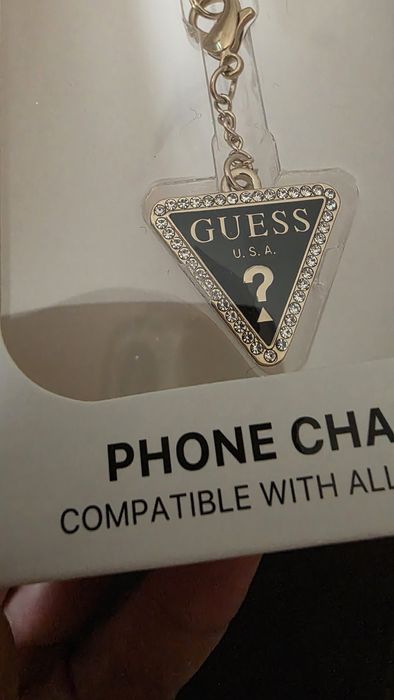 GUESS
U.S.A.
?
PHONE CHA
COMPATIBLE WITH ALL